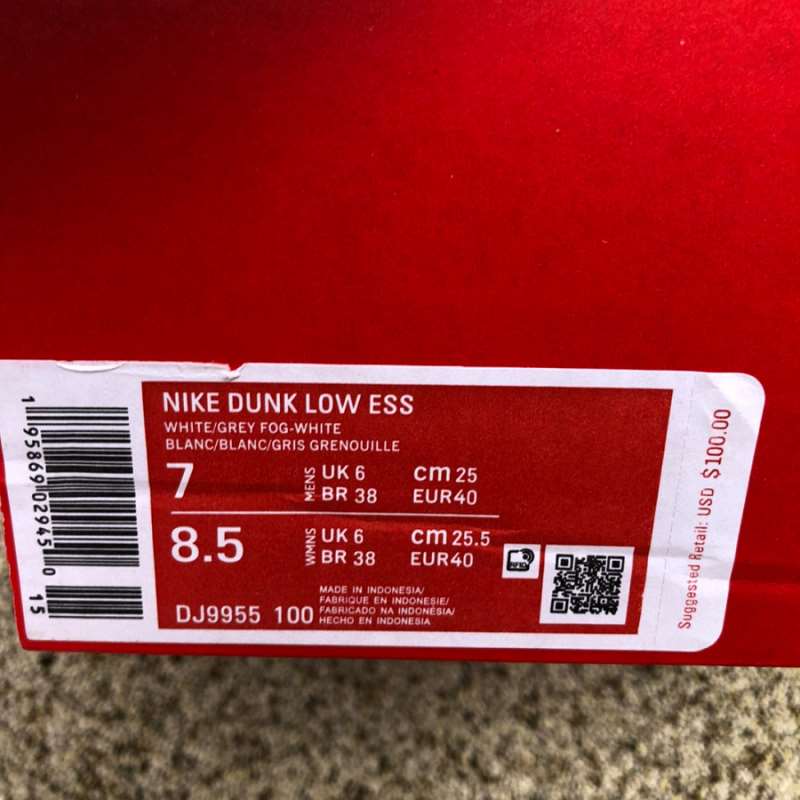 NIKE DUNK LOW ESS
WHITE/GREY FOG-WHITE
BLANC/BLANC/GRIS GRENOUILLE
7 MENS UK 6 cm 25
BR 38 EUR40
8.5 WMNS UK 6 cm 25.5
BR 38 EUR40
DJ9955 100
MADE IN INDONESIA/
FABRIQUE EN INDONESIE/
FABRICADO NA INDONÉSIA/
HECHO EN INDONESIA
1 95869 02945 0 15
Suggested Retail: USD $100.00